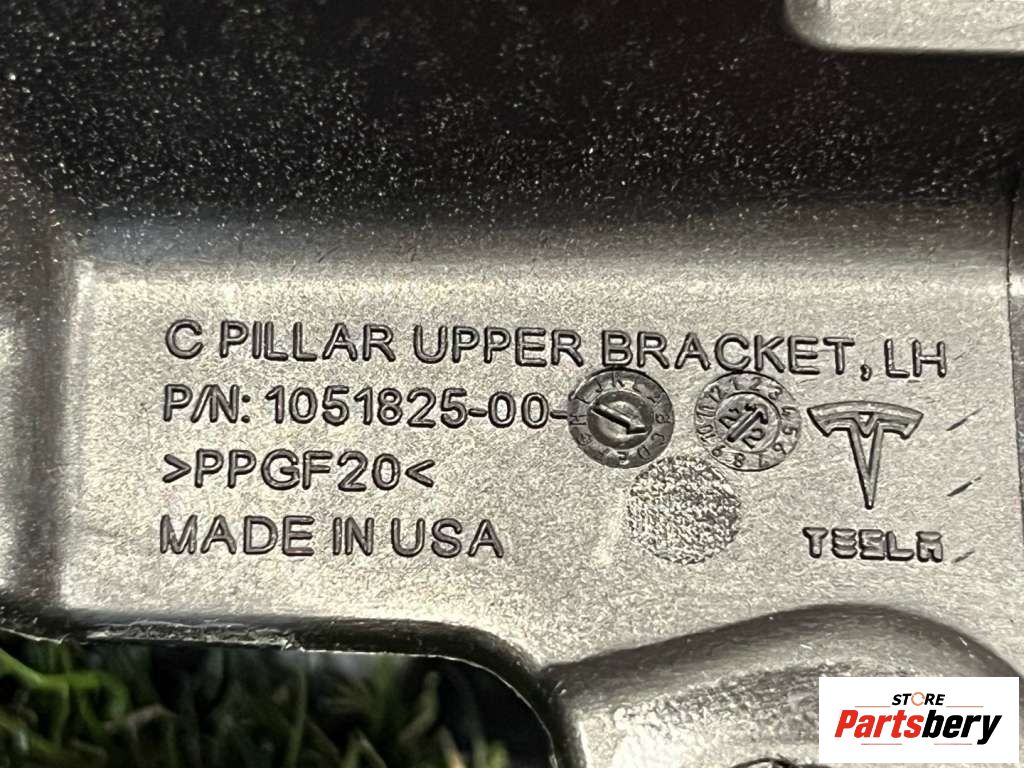 C PILLAR UPPER BRACKET, LH
P/N: 1051825-00-
>PPGF20<
MADE IN USA
TESLA
STORE
Partsbery